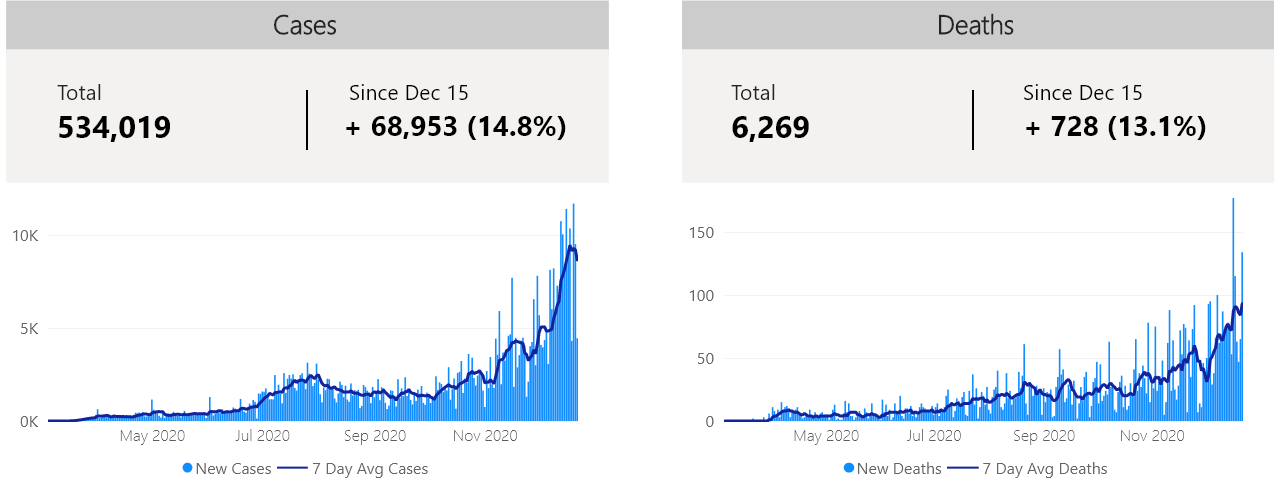 Cases
Total
Since Dec 15
534,019
+ 68,953 (14.8%)
10K
5K
0K
May 2020
Jul 2020
Sep 2020
Nov 2020
New Cases
7 Day Avg Cases
Deaths
Total
Since Dec 15
6,269
+ 728 (13.1%)
150
100
50
0
May 2020
Jul 2020
Sep 2020
Nov 2020
New Deaths
7 Day Avg Deaths